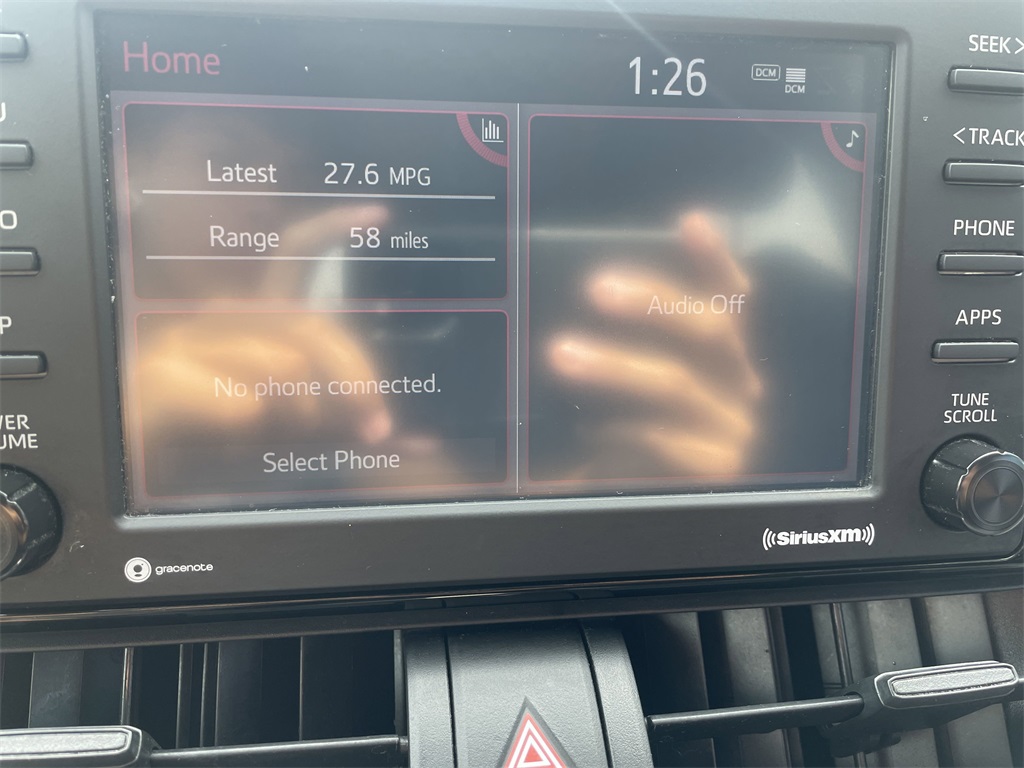 Home
1:26
DCM
DCM
Latest 27.6 MPG
Range 58 miles
No phone connected.
Select Phone
Audio Off
SEEK>
<TRACK
PHONE
APPS
TUNE
SCROLL
gracenote
((SiriusXM))